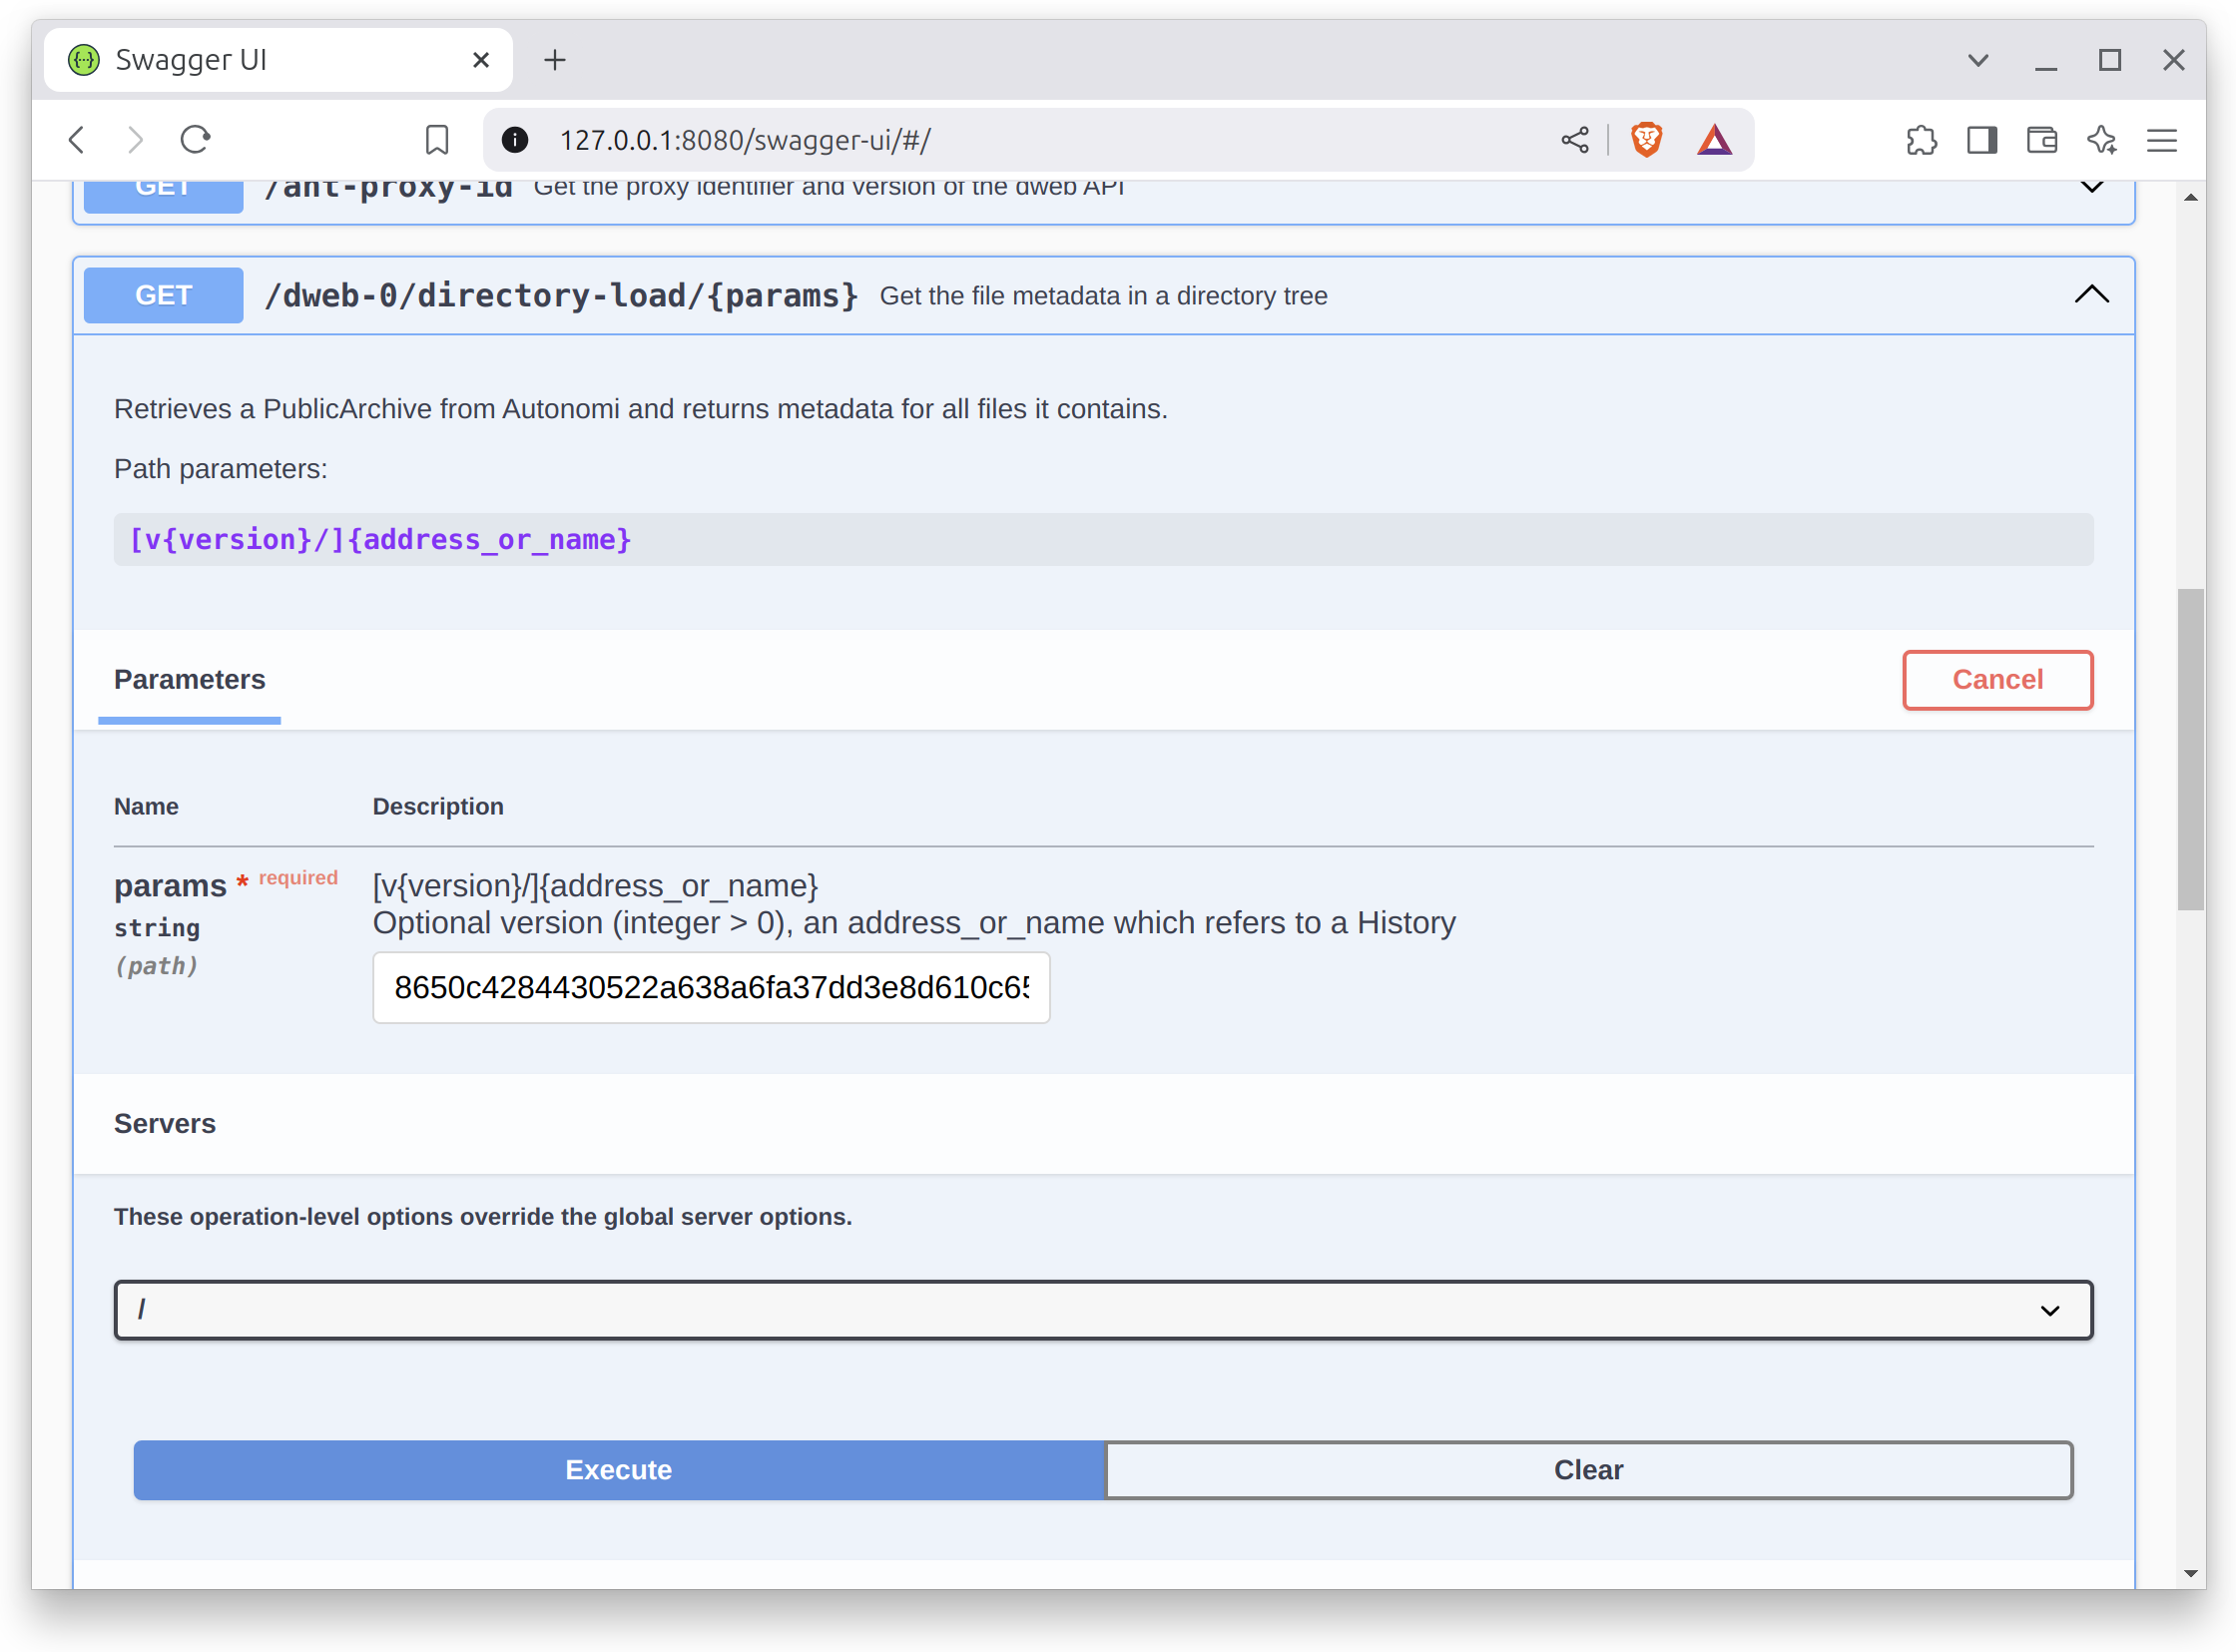 Swagger UI
127.0.0.1:8080/swagger-ui/#/
GET /ant-proxy-id Get the proxy identifier and version of the dweb API
GET /dweb-0/directory-load/{params} Get the file metadata in a directory tree
Retrieves a PublicArchive from Autonomi and returns metadata for all files it contains.
Path parameters:
[v{version}/]{address_or_name}
Parameters
Cancel
Name Description
params * required
string
(path)
[v{version}/]{address_or_name}
Optional version (integer > 0), an address_or_name which refers to a History
8650c4284430522a638a6fa37dd3e8d610c65
Servers
These operation-level options override the global server options.
/
Execute
Clear